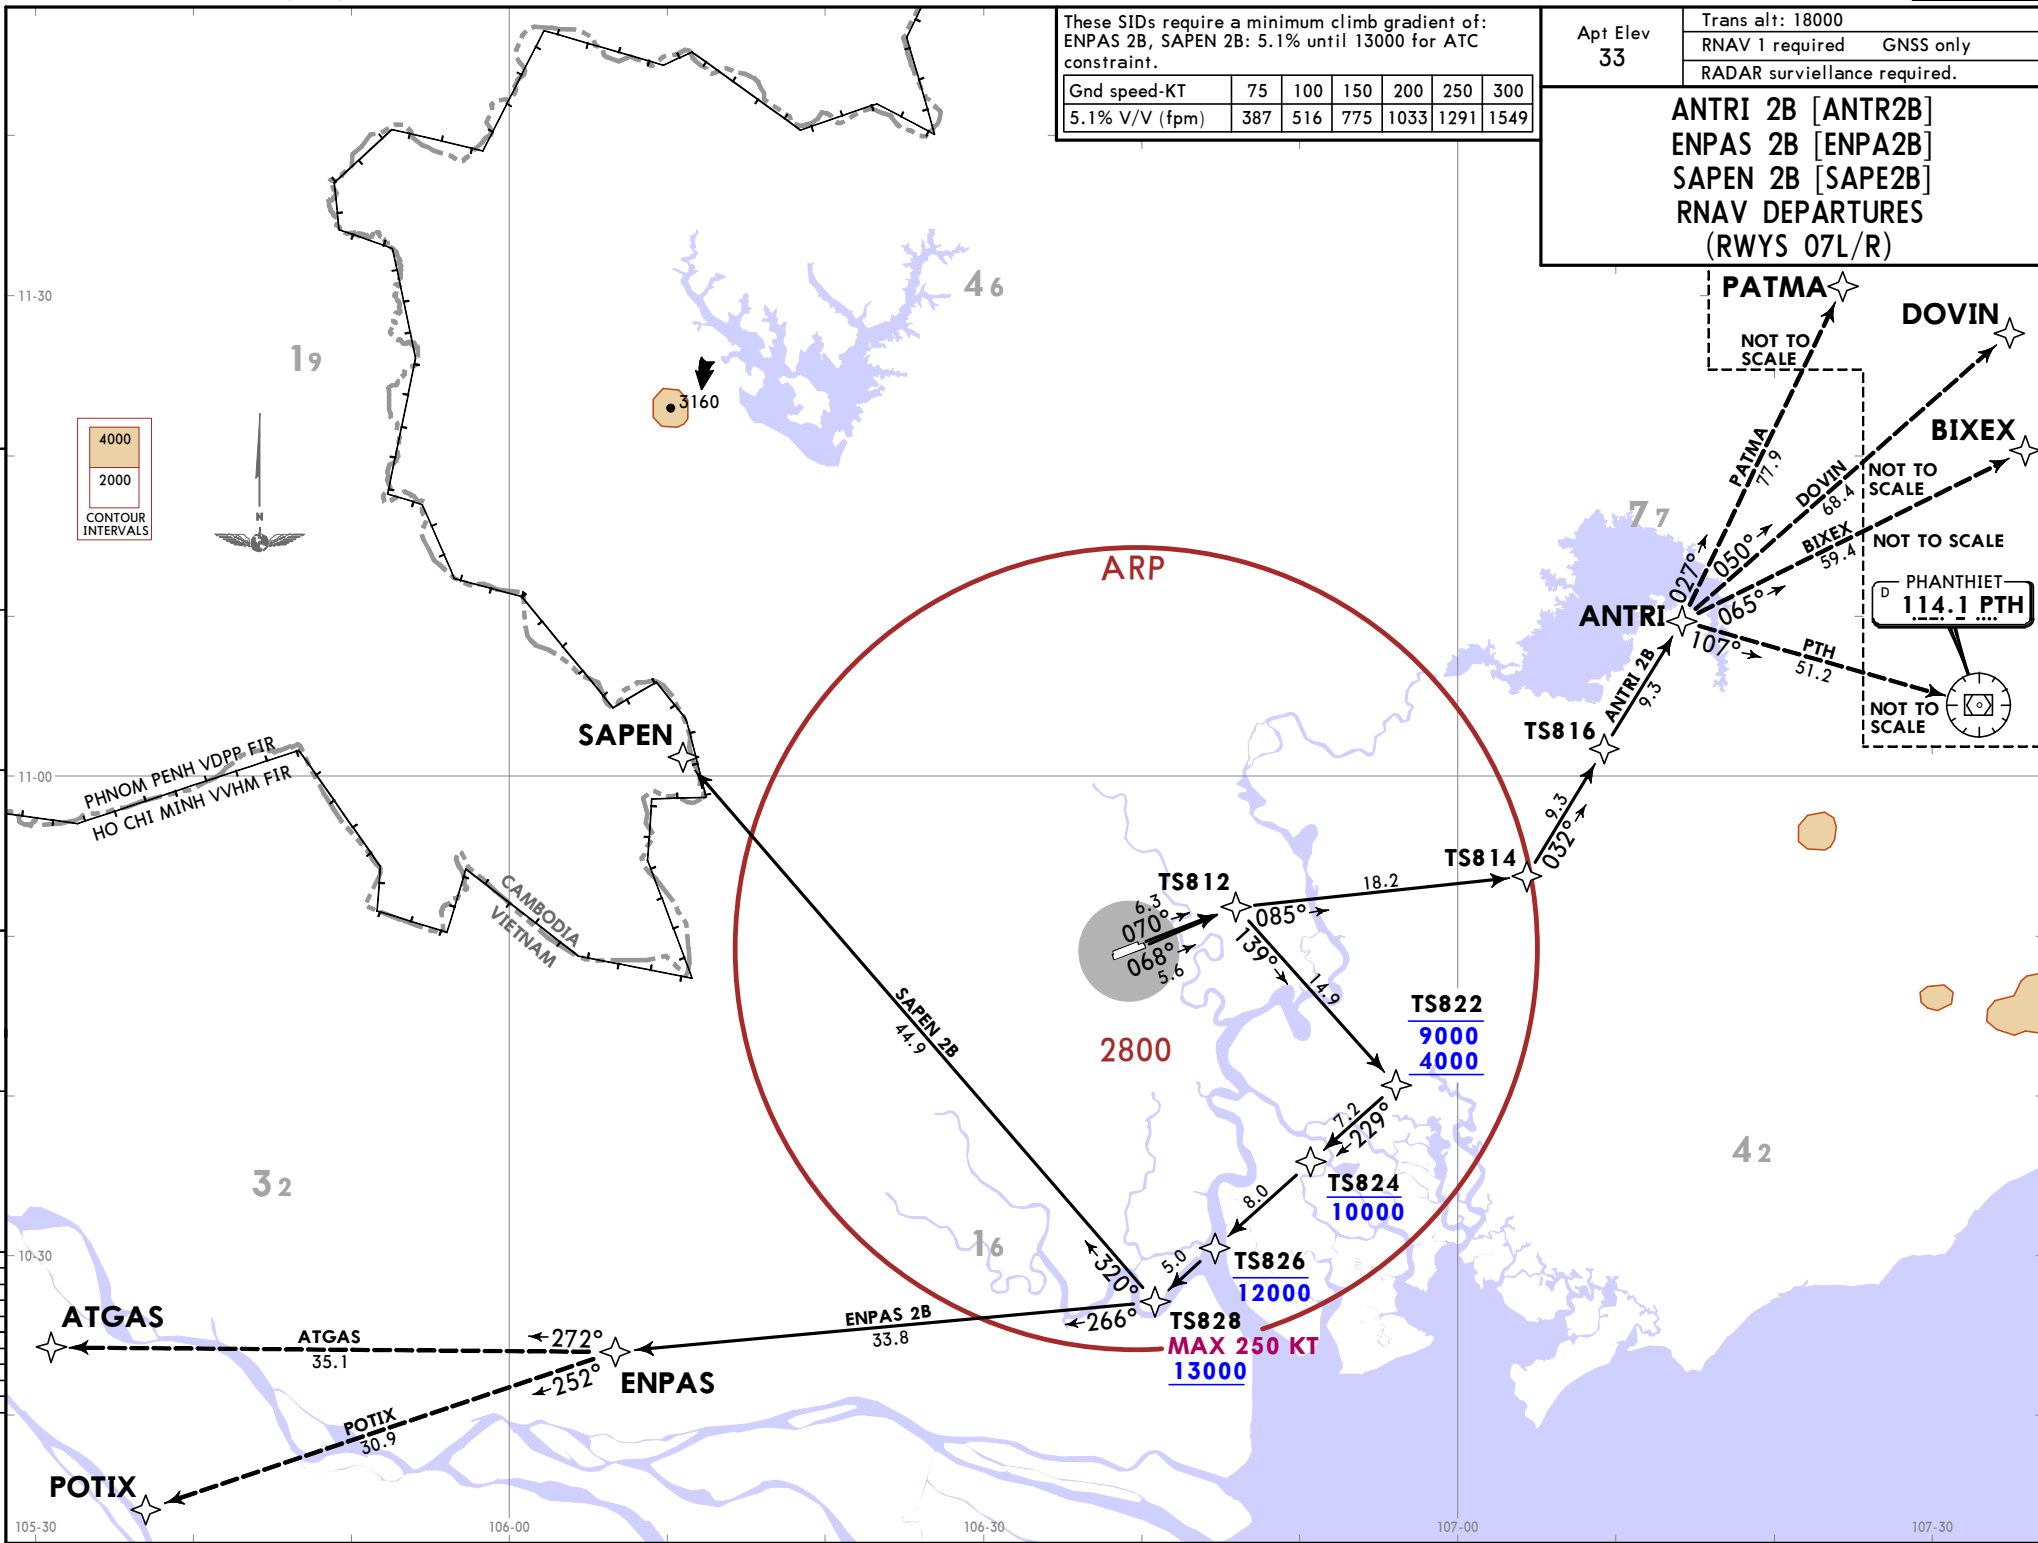 These SIDs require a minimum climb gradient of:
ENPAS 2B, SAPEN 2B: 5.1% until 13000 for ATC
constraint.
Gnd speed-KT 75 100 150 200 250 300
5.1% V/V (fpm) 387 516 775 1033 1291 1549
Apt Elev
33
Trans alt: 18000
RNAV 1 required GNSS only
RADAR surviellance required.
ANTRI 2B [ANTR2B]
ENPAS 2B [ENPA2B]
SAPEN 2B [SAPE2B]
RNAV DEPARTURES
(RWYS 07L/R)
PATMA
DOVIN
NOT TO
SCALE
BIXEX
PATMA
77.9
DOVIN
68.4
NOT TO
SCALE
BIXEX
59.4
NOT TO SCALE
PHANTHIET
D 114.1 PTH
027°
050°
065°
107°
PTH
51.2
NOT TO
SCALE
ANTRI
ANTRI 2B
9.3
TS816
9.3
032°
TS814
18.2
085°
TS812
6.3
070°
068°
5.6
139°
14.9
TS822
9000
4000
7.2
229°
TS824
10000
8.0
TS826
12000
5.0
TS828
MAX 250 KT
13000
320°
266°
SAPEN 2B
44.9
SAPEN
ENPAS 2B
33.8
ENPAS
272°
252°
ATGAS
35.1
ATGAS
POTIX
30.9
POTIX
ARP
2800
11-30
11-00
10-30
105-30
106-00
106-30
107-00
107-30
19
46
77
32
16
42
3160
4000
2000
CONTOUR
INTERVALS
N
PHNOM PENH VDPP FIR
HO CHI MINH VVHM FIR
CAMBODIA
VIETNAM